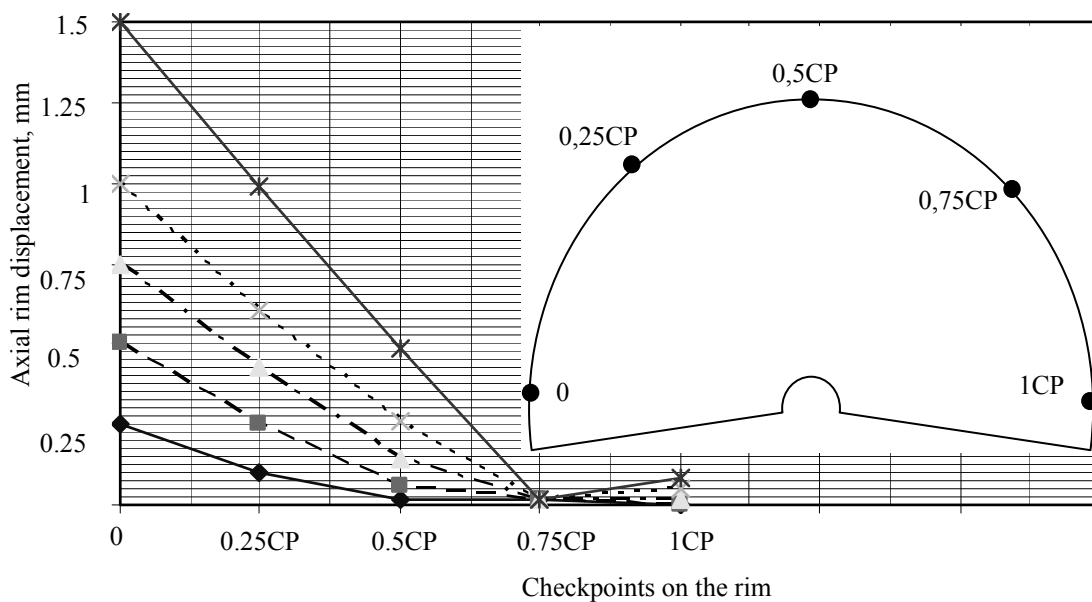 Axial rim displacement, mm
1.5
1.25
1
0.75
0.5
0.25
0
0.25CP
0.5CP
0.75CP
1CP
Checkpoints on the rim
0,5CP
0,25CP
0,75CP
0
1CP